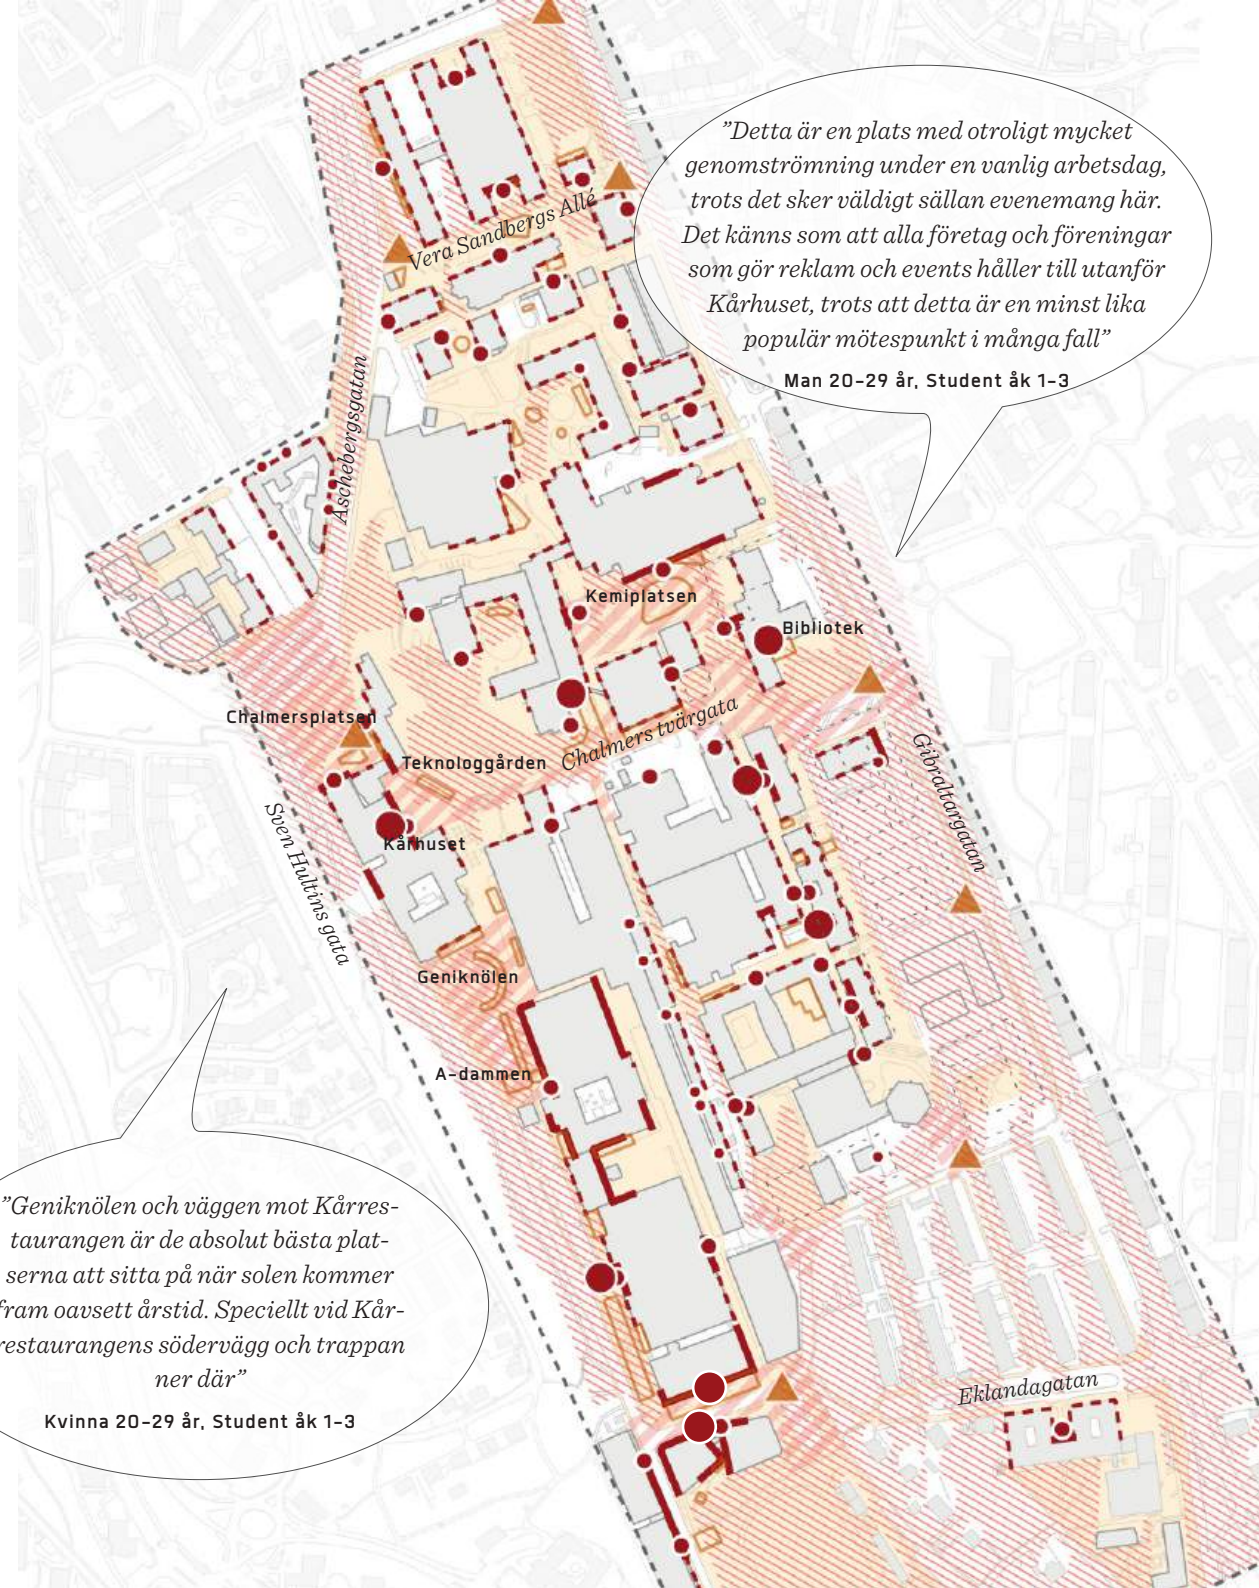 ”Detta är en plats med otroligt mycket
genomströmning under en vanlig arbetsdag,
trots det sker väldigt sällan evenemang här.
Det känns som att alla företag och föreningar
som gör reklam och events håller till utanför
Kårhuset, trots att detta är en minst lika
populär mötespunkt i många fall”
Man 20-29 år, Student åk 1-3
Vera Sandbergs Allé
Aschebergsgatan
Kemiplatsen
Bibliotek
Chalmersplatsen
Teknologgården
Chalmers tvärgata
Gibraltargatan
Sven Hultins gata
Kårhuset
Geniknölen
A-dammen
”Geniknölen och väggen mot Kårres-
taurangen är de absolut bästa plat-
serna att sitta på när solen kommer
fram oavsett årstid. Speciellt vid Kår-
restaurangens södervägg och trappan
ner där”
Kvinna 20-29 år, Student åk 1-3
Eklandagatan